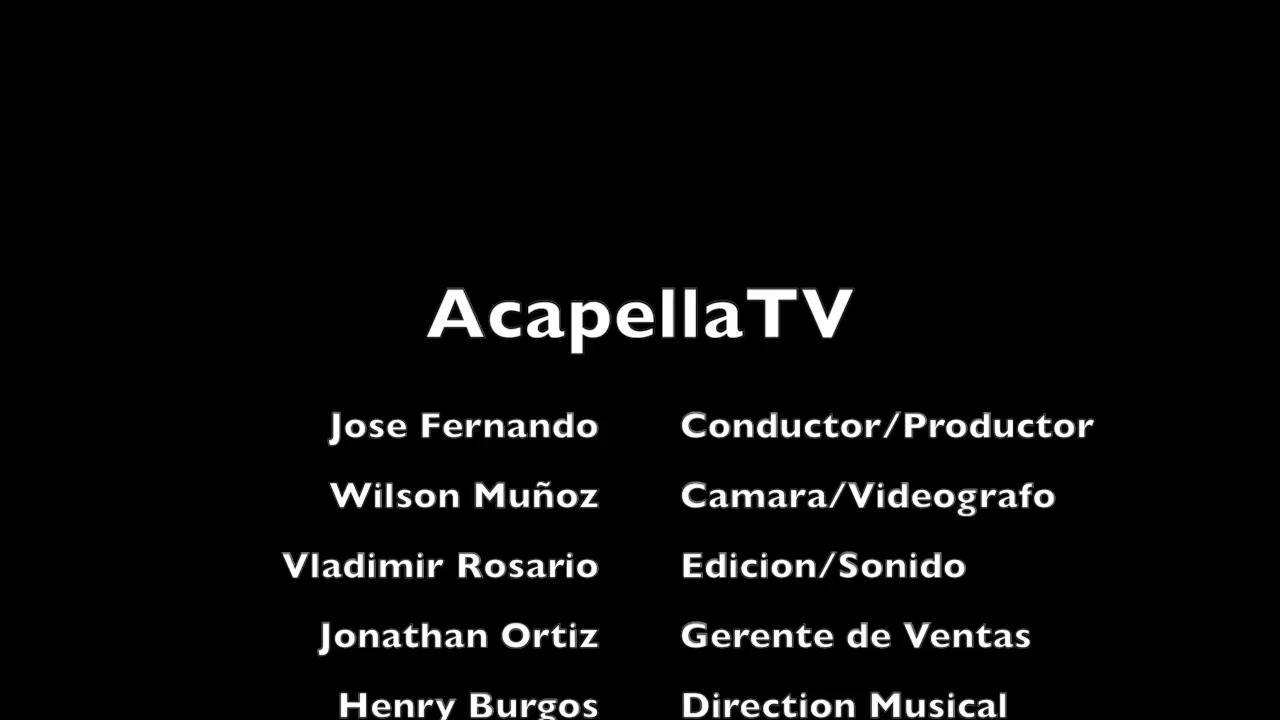 AcapellaTV
Jose Fernando Conductor/Productor
Wilson Muñoz Camara/Videografo
Vladimir Rosario Edicion/Sonido
Jonathan Ortiz Gerente de Ventas
Henry Burgos Direction Musical